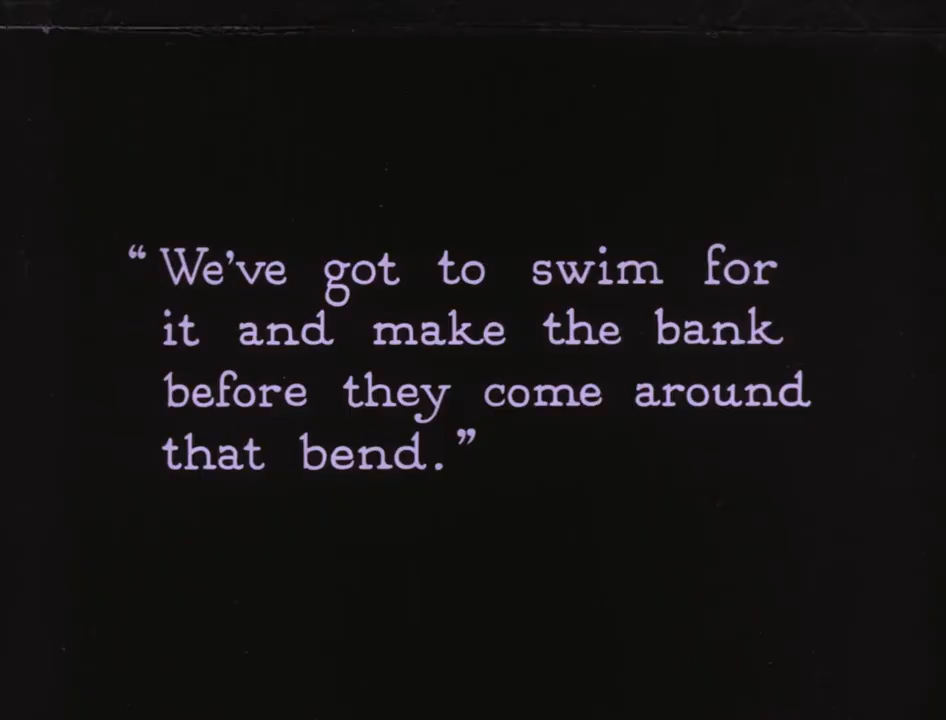 “We’ve got to swim for
it and make the bank
before they come around
that bend.”